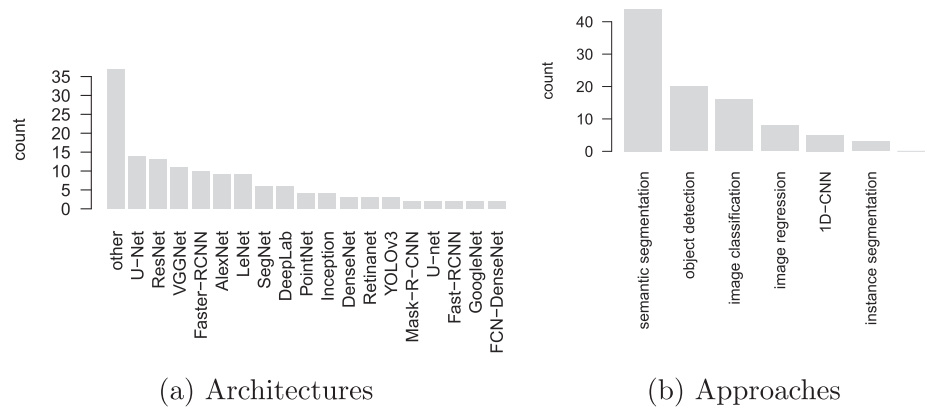 count
35
30
25
20
15
10
5
0
other
U−Net
ResNet
VGGNet
Faster−RCNN
AlexNet
LeNet
SegNet
DeepLab
PointNet
Inception
DenseNet
Retinanet
YOLOv3
Mask−R−CNN
U−net
Fast−RCNN
GoogleNet
FCN−DenseNet
(a) Architectures
count
40
30
20
10
0
semantic segmentation
object detection
image classification
image regression
1D−CNN
instance segmentation
(b) Approaches